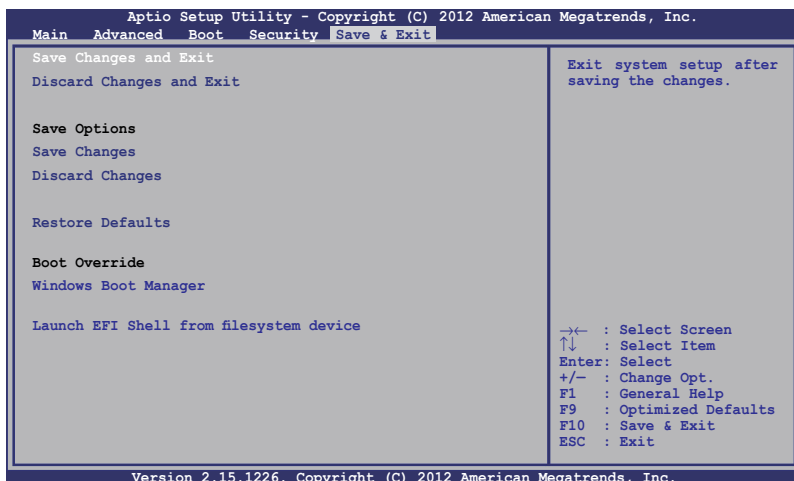 Aptio Setup Utility - Copyright (C) 2012 American Megatrends, Inc.
Main Advanced Boot Security Save & Exit
Save Changes and Exit
Discard Changes and Exit
Save Options
Save Changes
Discard Changes
Restore Defaults
Boot Override
Windows Boot Manager
Launch EFI Shell from filesystem device
Exit system setup after
saving the changes.
→← : Select Screen
↑↓ : Select Item
Enter: Select
+/— : Change Opt.
F1 : General Help
F9 : Optimized Defaults
F10 : Save & Exit
ESC : Exit
Version 2.15.1226. Copyright (C) 2012 American Megatrends, Inc.